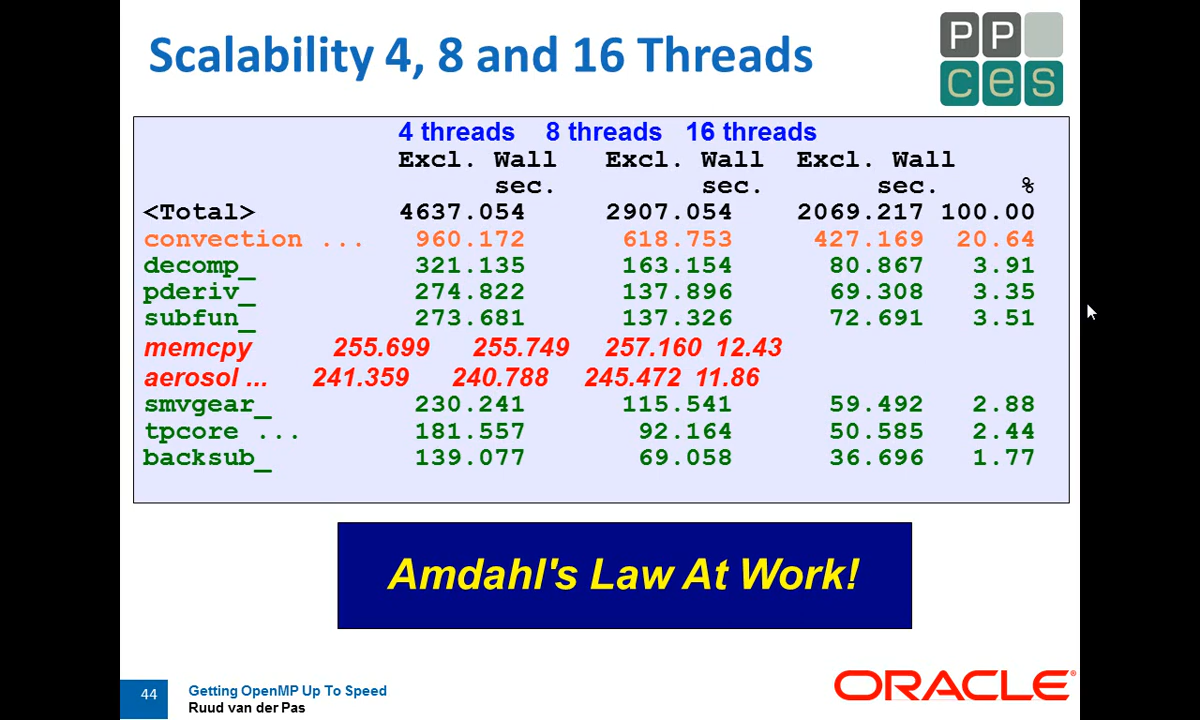 Scalability 4, 8 and 16 Threads
PP
ces
4 threads 8 threads 16 threads
Excl. Wall Excl. Wall Excl. Wall
sec. sec. sec. %
<Total> 4637.054 2907.054 2069.217 100.00
convection ... 960.172 618.753 427.169 20.64
decomp_ 321.135 163.154 80.867 3.91
pderiv_ 274.822 137.896 69.308 3.35
subfun_ 273.681 137.326 72.691 3.51
memcpy 255.699 255.749 257.160 12.43
aerosol ... 241.359 240.788 245.472 11.86
smvgear_ 230.241 115.541 59.492 2.88
tpcore ... 181.557 92.164 50.585 2.44
backsub_ 139.077 69.058 36.696 1.77
Amdahl's Law At Work!
44
Getting OpenMP Up To Speed
Ruud van der Pas
ORACLE®